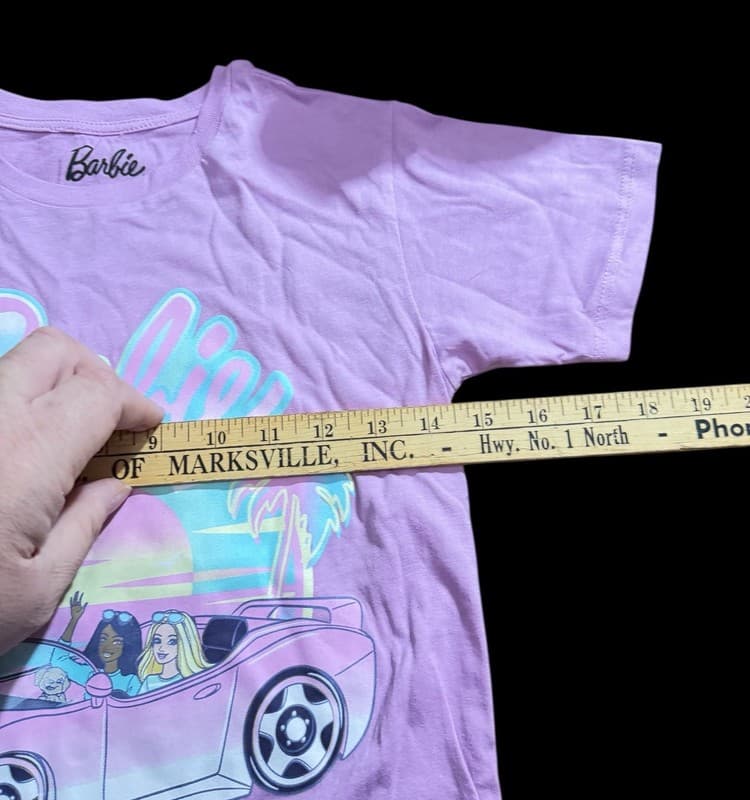 Barbie
9 10 11 12 13 14 15 16 17 18 19
OF MARKSVILLE, INC. - Hwy. No. 1 North -